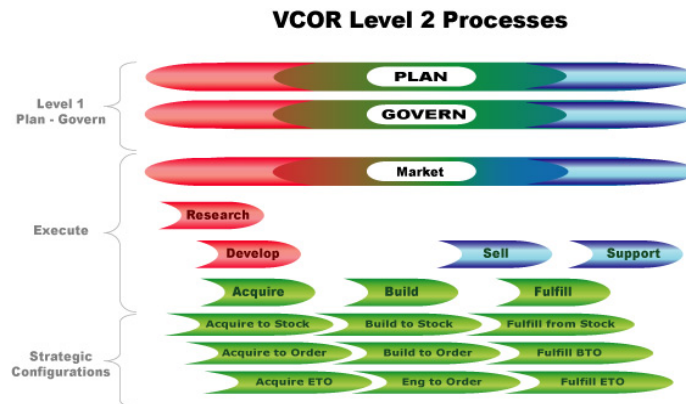 VCOR Level 2 Processes
PLAN
Level 1
Plan - Govern
GOVERN
Market
Research
Execute
Develop
Sell
Support
Acquire
Build
Fulfill
Acquire to Stock
Build to Stock
Fulfill from Stock
Strategic
Configurations
Acquire to Order
Build to Order
Fulfill BTO
Acquire ETO
Eng to Order
Fulfill ETO